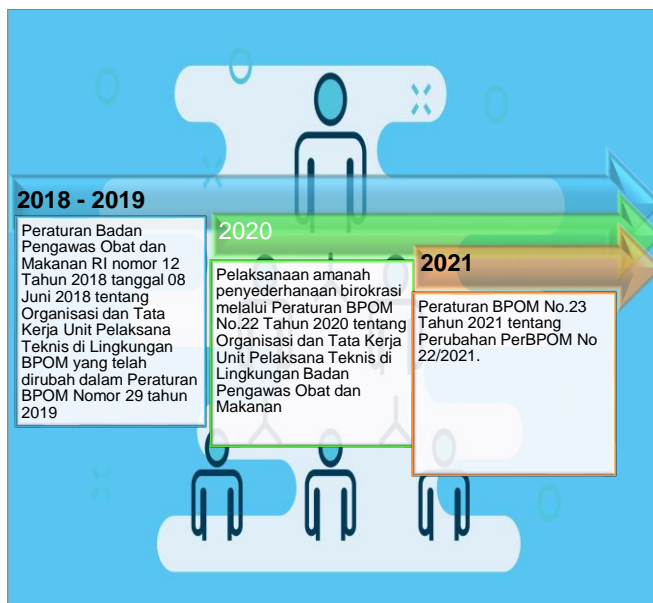 2018 - 2019
Peraturan Badan
Pengawas Obat dan
Makanan RI nomor 12
Tahun 2018 tanggal 08
Juni 2018 tentang
Organisasi dan Tata
Kerja Unit Pelaksana
Teknis di Lingkungan
BPOM yang telah
dirubah dalam Peraturan
BPOM Nomor 29 tahun
2019
2020
Pelaksanaan amanah
penyederhanaan birokrasi
melalui Peraturan BPOM
No.22 Tahun 2020 tentang
Organisasi dan Tata Kerja
Unit Pelaksana Teknis di
Lingkungan Badan
Pengawas Obat dan
Makanan
2021
Peraturan BPOM No.23
Tahun 2021 tentang
Perubahan PerBPOM No
22/2021.